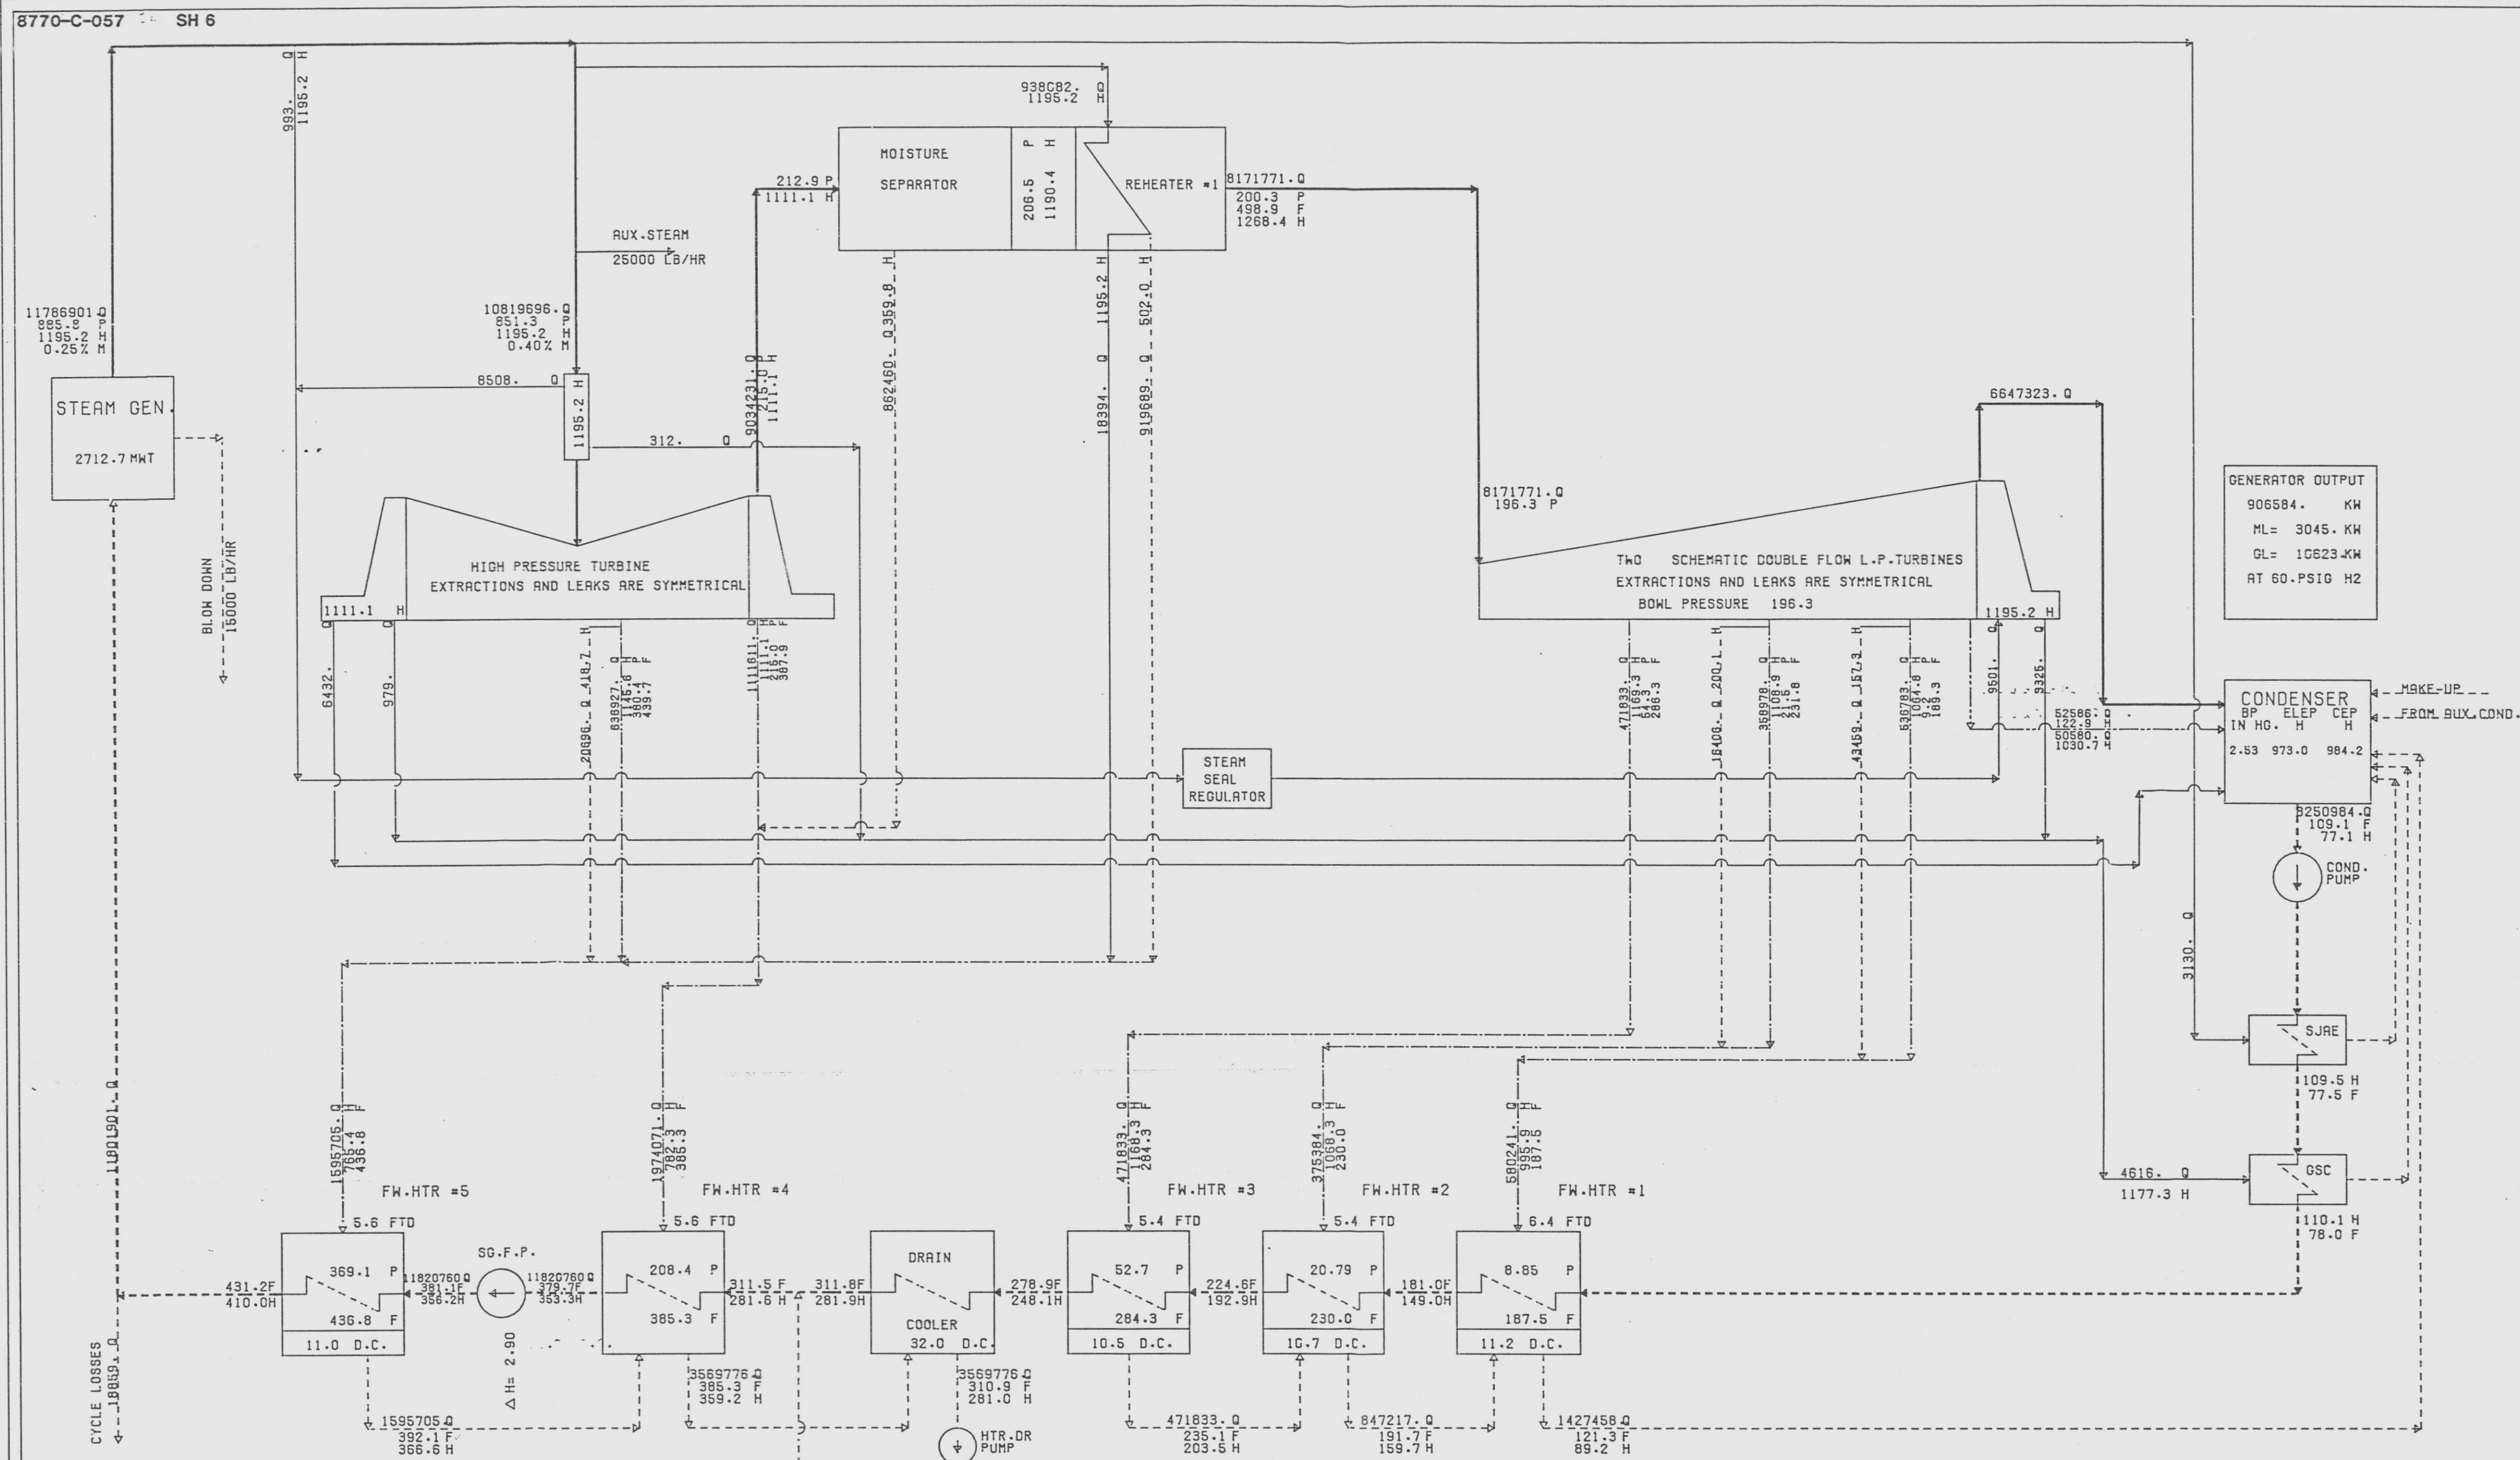 8770-C-057 SH 6
993. Q
1195.2 H
938082. Q
1195.2 H
MOISTURE
SEPARATOR
206.5 P
1190.4 H
REHEATER #1
212.9 P
1111.1 H
8171771.Q
200.3 P
498.9 F
1268.4 H
AUX.STEAM
25000 LB/HR
11786901 Q
885.8 P
1195.2 H
0.25% M
10819696.Q
851.3 P
1195.2 H
0.40% M
STEAM GEN.
2712.7 MWT
8508. Q
1195.2 H
312. Q
9034231. Q
215.0 P
1111.1 H
862460. Q 359.8 H
18394. Q 1195.2 H
919689. Q 502.0 H
6647323. Q
BLOW DOWN
15000 LB/HR
HIGH PRESSURE TURBINE
EXTRACTIONS AND LEAKS ARE SYMMETRICAL
1111.1 H
8171771.Q
196.3 P
TWO SCHEMATIC DOUBLE FLOW L.P.TURBINES
EXTRACTIONS AND LEAKS ARE SYMMETRICAL
BOWL PRESSURE 196.3
1195.2 H
GENERATOR OUTPUT
906584. KW
ML= 3045. KW
GL= 10623.KW
AT 60.PSIG H2
6432. Q
979. Q
20696. Q 418.7 H
636927. Q
1145.6 H
380.4 P
439.7 F
1111611. Q
1111.1 H
216.0 P
387.9 F
471833. Q
1169.3 H
54.3 P
286.3 F
16406. Q 200.1 H
358978. Q
1108.9 H
21.5 P
231.8 F
43459. Q 157.3 H
536783. Q
1064.8 H
9.2 P
189.3 F
9501. Q
9325. Q
52586. Q
122.9 H
50580. Q
1030.7 H
CONDENSER
BP ELEP CEP
IN HG. H H
2.53 973.0 984.2
MAKE-UP
FROM AUX.COND.
STEAM
SEAL
REGULATOR
8250984.Q
109.1 F
77.1 H
COND.
PUMP
3130. Q
SJAE
109.5 H
77.5 F
GSC
4616. Q
1177.3 H
110.1 H
78.0 F
11801901. Q
1595705. Q
765.4 H
436.8 F
FW.HTR #5
1974071. Q
782.3 H
385.3 F
FW.HTR #4
471833. Q
1168.3 H
284.3 F
FW.HTR #3
375384. Q
1068.3 H
230.0 F
FW.HTR #2
580241. Q
995.9 H
187.5 F
FW.HTR #1
5.6 FTD
5.6 FTD
5.4 FTD
5.4 FTD
6.4 FTD
431.2F
410.0H
369.1 P
436.8 F
11.0 D.C.
11820760Q
381.1F
356.2H
SG.F.P.
11820760Q
379.7F
353.3H
208.4 P
385.3 F
311.5 F
281.6 H
311.8F
281.9H
DRAIN
COOLER
32.0 D.C.
278.9F
248.1H
52.7 P
284.3 F
10.5 D.C.
224.6F
192.9H
20.79 P
230.0 F
10.7 D.C.
181.0F
149.0H
8.85 P
187.5 F
11.2 D.C.
CYCLE LOSSES
18859. Q
△ H= 2.90
1595705.Q
392.1 F
366.6 H
3569776.Q
385.3 F
359.2 H
3569776.Q
310.9 F
281.0 H
HTR.DR
PUMP
471833. Q
235.1 F
203.5 H
847217. Q
191.7 F
159.7 H
1427458.Q
121.3 F
89.2 H